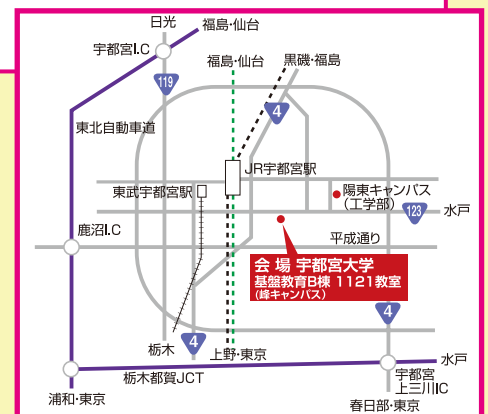 日光
福島・仙台
宇都宮I.C
福島・仙台
黒磯・福島
119
4
東北自動車道
JR宇都宮駅
東武宇都宮駅
陽東キャンパス
(工学部)
123
水戸
鹿沼I.C
平成通り
会 場 宇都宮大学
基盤教育B棟 1121教室
(峰キャンパス)
4
4
栃木
上野・東京
水戸
栃木都賀JCT
宇都宮
上三川IC
浦和・東京
春日部・東京